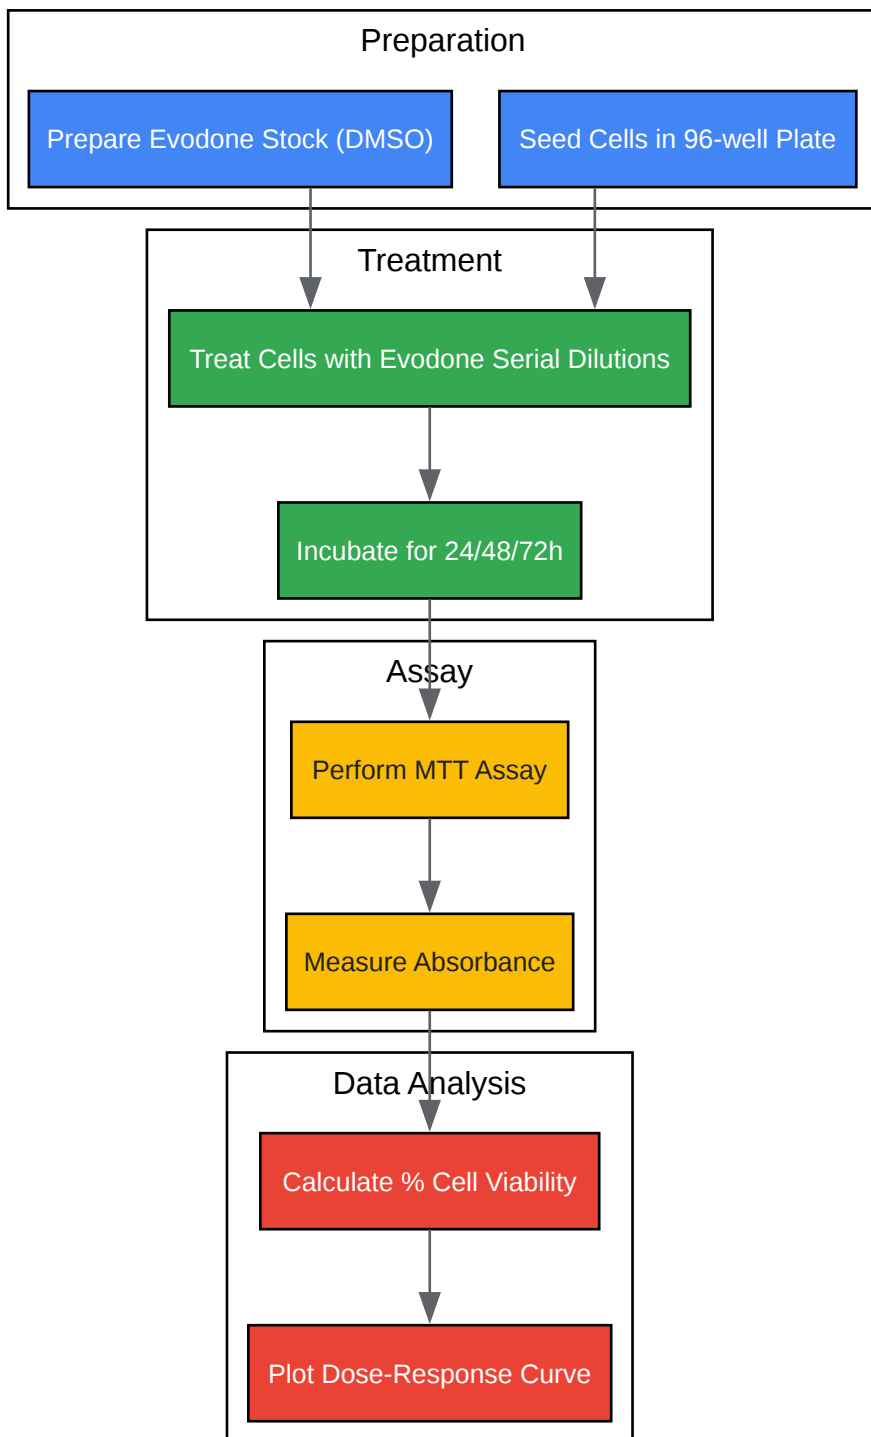 Preparation
Prepare Evodone Stock (DMSO)
Seed Cells in 96-well Plate
Treatment
Treat Cells with Evodone Serial Dilutions
Incubate for 24/48/72h
Assay
Perform MTT Assay
Measure Absorbance
Data Analysis
Calculate % Cell Viability
Plot Dose-Response Curve